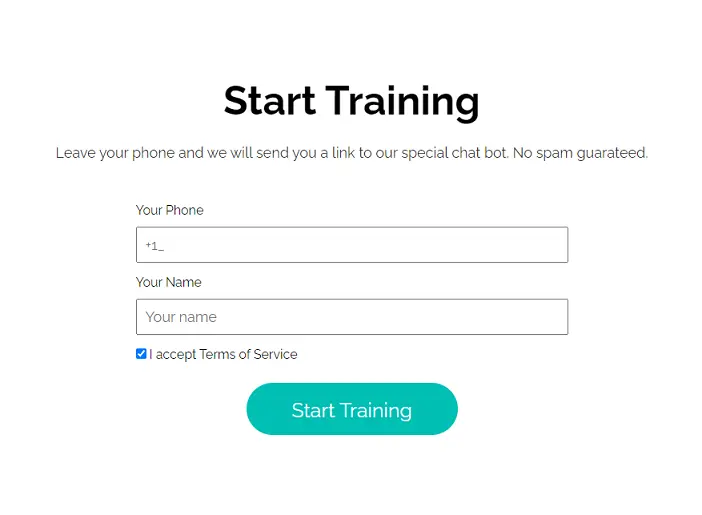 Start Training
Leave your phone and we will send you a link to our special chat bot. No spam guarateed.
Your Phone
+1_
Your Name
Your name
I accept Terms of Service
Start Training